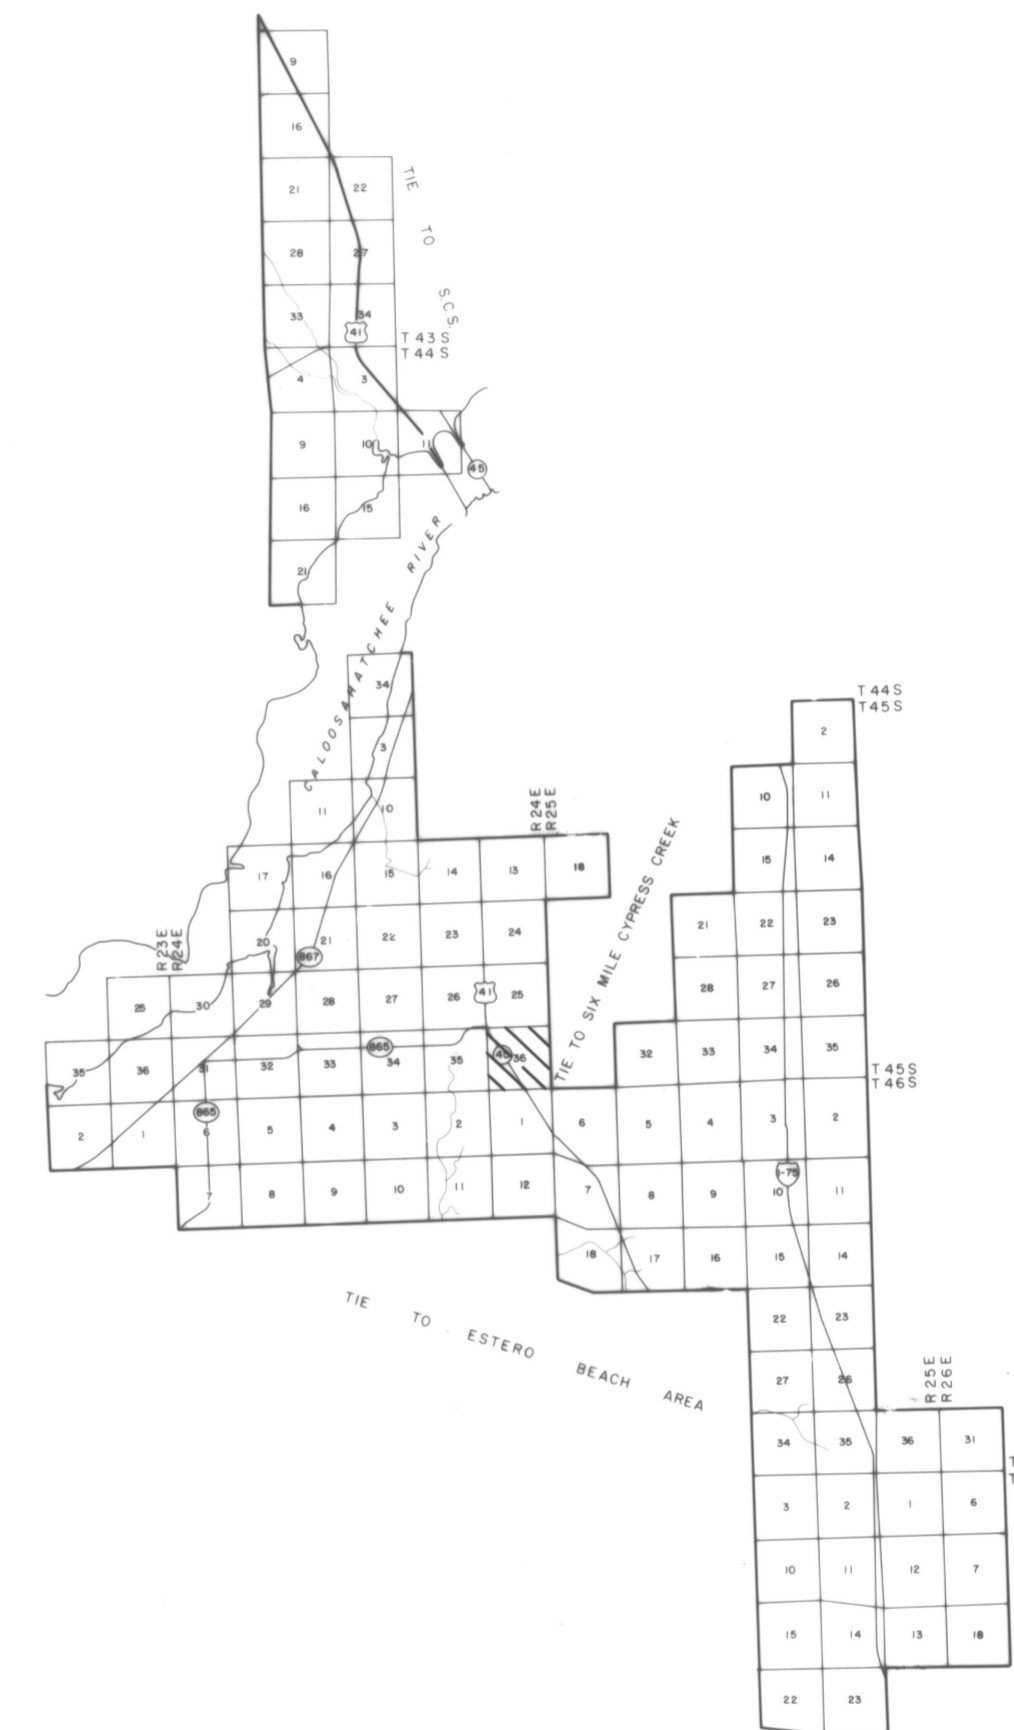 9
16
21 22
28 27
33 34
41
TIE TO S.C.S.
T 43 S
T 44 S
4 3
9 10 11
45
16 15
21
CALOOSAHATCHEE RIVER
34
3
11 10
R24E
R25E
17 16 15 14 13 18
20 21 22 23 24
867
R23E
R24E
25 30 29 28 27 26 41 25
35 36 31 32 33 865 34 35 45 36
2 1 865 6 5 4 3 2 1 6 5 4 3 2
7 8 9 10 11 12 7 8 9 10 11
I-75
18 17 16 15 14
TIE TO SIX MILE CYPRESS CREEK
T 44 S
T 45 S
2
10 11
15 14
21 22 23
28 27 26
32 33 34 35
T 45 S
T 46 S
TIE TO ESTERO BEACH AREA
22 23
27 26
R25E
R26E
34 35 36 31
T
T
3 2 1 6
10 11 12 7
15 14 13 18
22 23